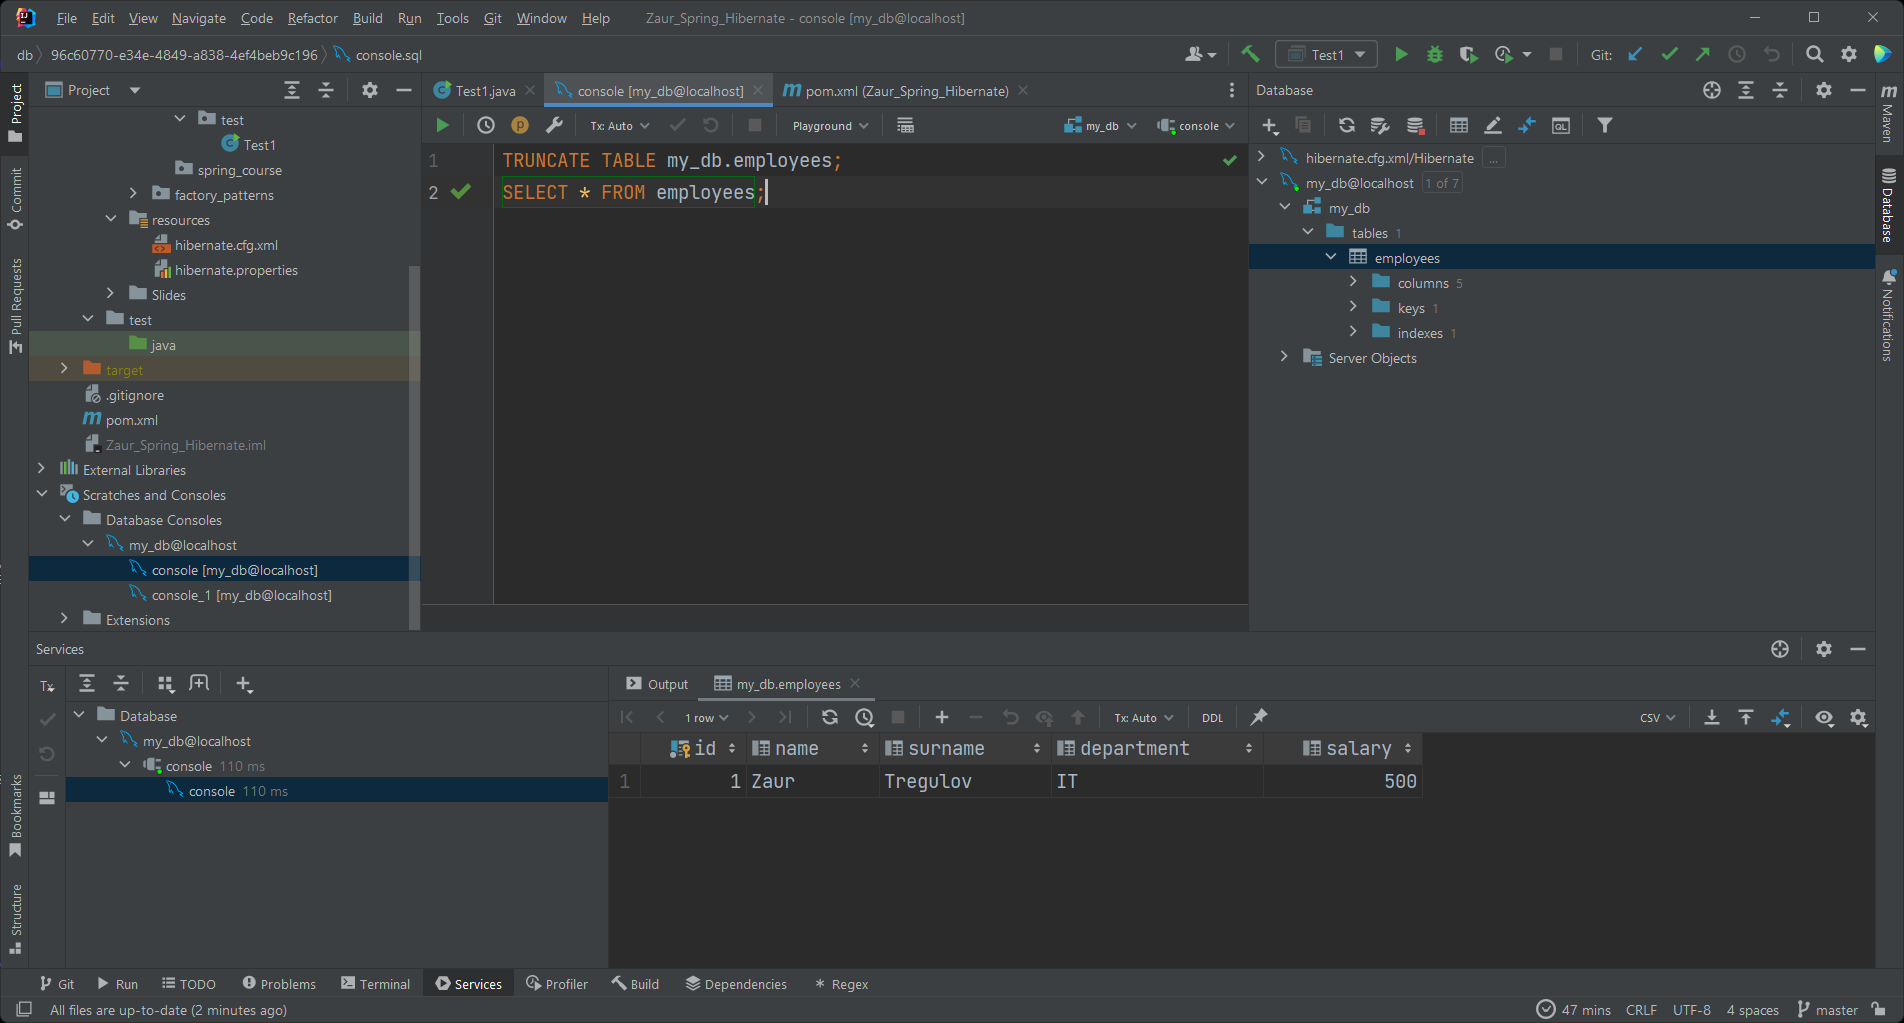 File Edit View Navigate Code Refactor Build Run Tools Git Window Help Zaur_Spring_Hibernate - console [my_db@localhost]
db 96c60770-e34e-4849-a838-4ef4beb9c196 console.sql Test1 Git:
Project
Test1.java console [my_db@localhost] pom.xml (Zaur_Spring_Hibernate)
Database
Tx: Auto Playground my_db console
1 TRUNCATE TABLE my_db.employees;
2 SELECT * FROM employees;
test
Test1
spring_course
factory_patterns
resources
hibernate.cfg.xml
hibernate.properties
Slides
test
java
target
.gitignore
pom.xml
Zaur_Spring_Hibernate.iml
External Libraries
Scratches and Consoles
Database Consoles
my_db@localhost
console [my_db@localhost]
console_1 [my_db@localhost]
Extensions
hibernate.cfg.xml/Hibernate ...
my_db@localhost 1 of 7
my_db
tables 1
employees
columns 5
keys 1
indexes 1
Server Objects
Project
Commit
Pull Requests
Bookmarks
Structure
Maven
Database
Notifications
Services
Tx
Database
my_db@localhost
console 110 ms
console 110 ms
Output my_db.employees
1 row Tx: Auto DDL CSV
id name surname department salary
1 1 Zaur Tregulov IT 500
Git Run TODO Problems Terminal Services Profiler Build Dependencies Regex
All files are up-to-date (2 minutes ago) 47 mins CRLF UTF-8 4 spaces master